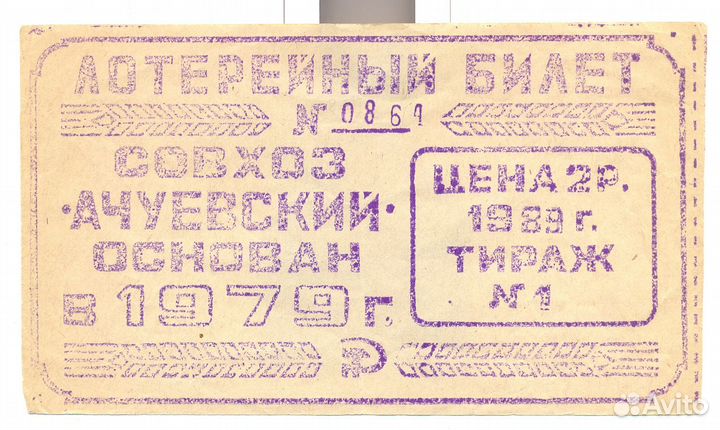 ЛОТЕРЕЙНЫЙ БИЛЕТ
№ 0864
СОВХОЗ
·АЧУЕВСКИЙ·
ОСНОВАН
В 1979 г.
ЦЕНА 2Р.
1989 г.
ТИРАЖ
№1
Avito